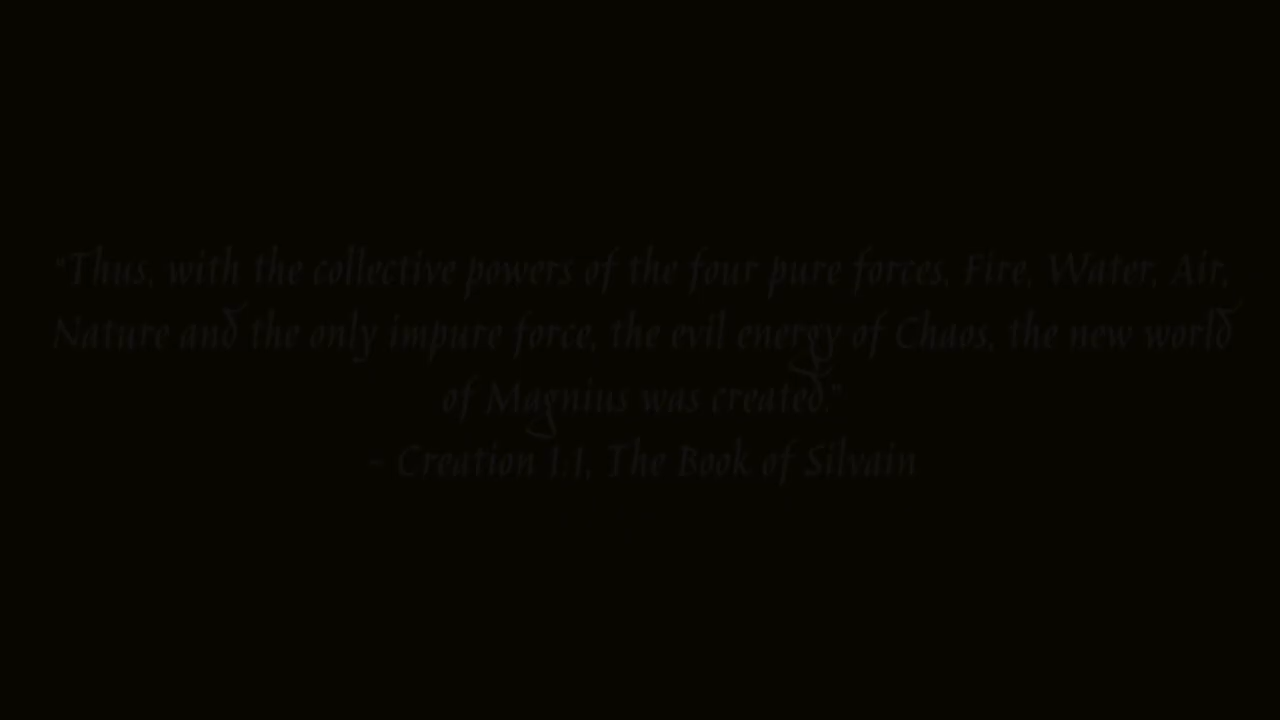 "Thus, with the collective powers of the four pure forces, Fire, Water, Air,
Nature and the only impure force, the evil energy of Chaos, the new world
of Magnius was created."
- Creation 1:1, The Book of Silvain